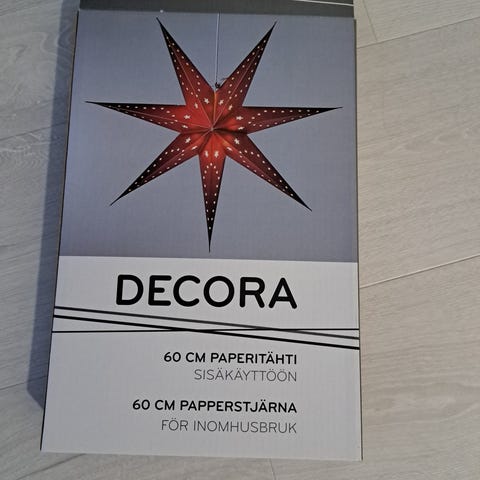 DECORA
60 CM PAPERITÄHTI
SISÄKÄYTTÖÖN
60 CM PAPPERSTJÄRNA
FÖR INOMHUSBRUK